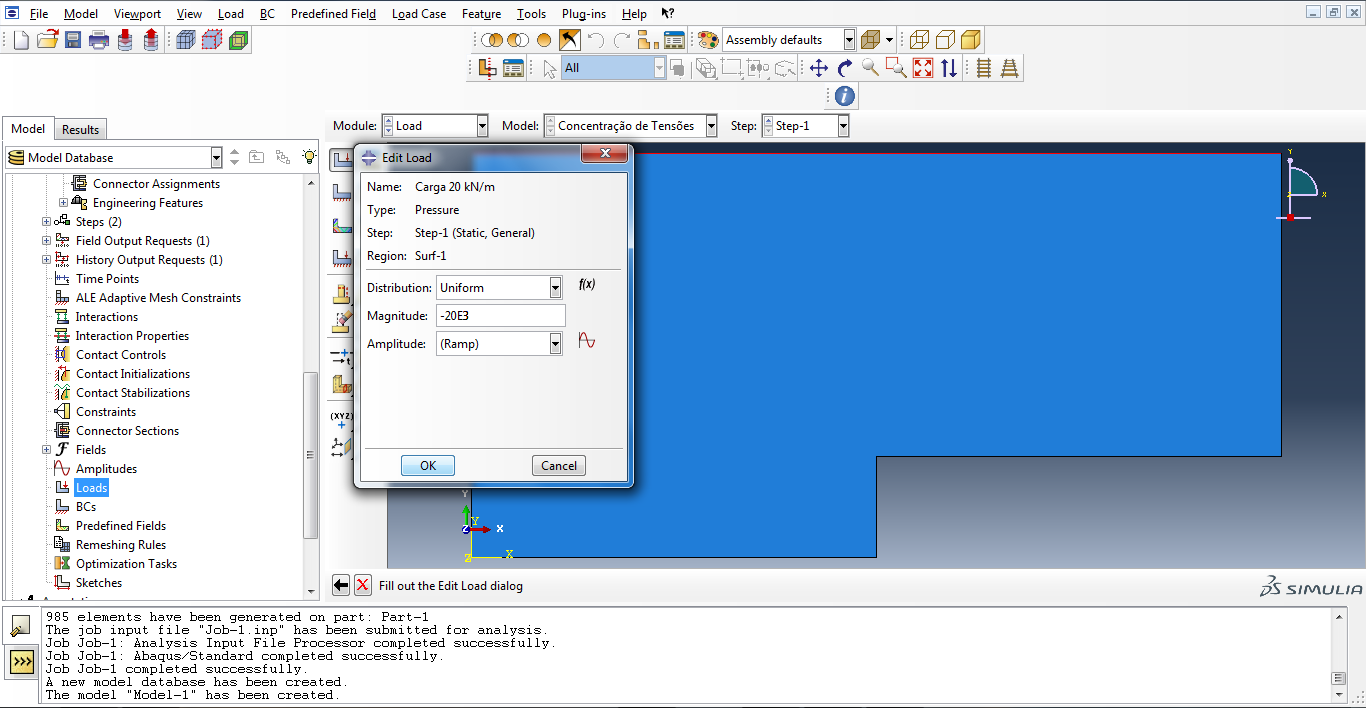 File Model Viewport View Load BC Predefined Field Load Case Feature Tools Plug-ins Help ?
Assembly defaults
All
i
Model Results
Module: Load Model: Concentração de Tensões Step: Step-1
Model Database
Connector Assignments
Engineering Features
Steps (2)
Field Output Requests (1)
History Output Requests (1)
Time Points
ALE Adaptive Mesh Constraints
Interactions
Interaction Properties
Contact Controls
Contact Initializations
Contact Stabilizations
Constraints
Connector Sections
Fields
Amplitudes
Loads
BCs
Predefined Fields
Remeshing Rules
Optimization Tasks
Sketches
(XYZ)
Edit Load
Name: Carga 20 kN/m
Type: Pressure
Step: Step-1 (Static, General)
Region: Surf-1
Distribution: Uniform f(x)
Magnitude: -20E3
Amplitude: (Ramp)
OK Cancel
Y
X
Z
Y
Y
Z X
Z X
Fill out the Edit Load dialog
SIMULIA
985 elements have been generated on part: Part-1
The job input file "Job-1.inp" has been submitted for analysis.
Job Job-1: Analysis Input File Processor completed successfully.
Job Job-1: Abaqus/Standard completed successfully.
Job Job-1 completed successfully.
A new model database has been created.
The model "Model-1" has been created.
>>>